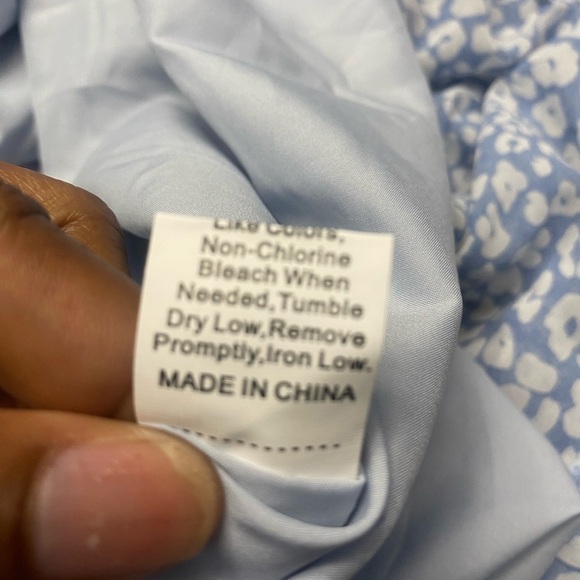 Like Colors,
Non-Chlorine
Bleach When
Needed,Tumble
Dry Low,Remove
Promptly,Iron Low.
MADE IN CHINA